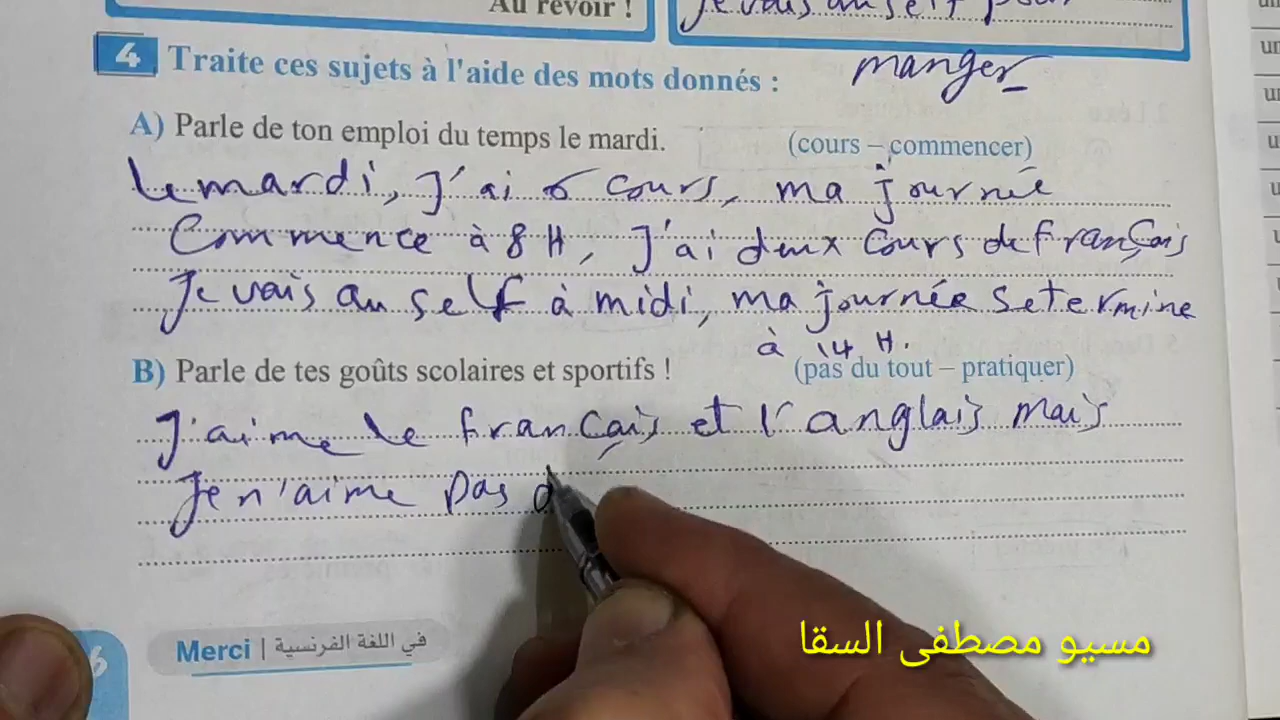 Au revoir !
Je vais au self pour
manger
4 Traite ces sujets à l'aide des mots donnés :
A) Parle de ton emploi du temps le mardi. (cours – commencer)
Le mardi, J'ai 6 cours, ma journée
Commence à 8 H, J'ai deux Cours de français
Je vais au self à midi, ma journée se termine
à 14 H.
B) Parle de tes goûts scolaires et sportifs ! (pas du tout – pratiquer)
J'aime le français et l'anglais mais
Je n'aime pas d
6 Merci | في اللغة الفرنسية
مسيو مصطفى السقا